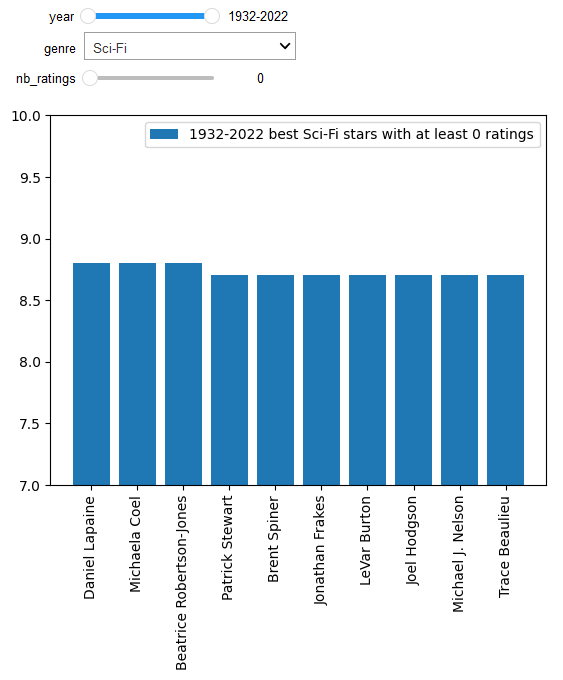 year 1932-2022
genre Sci-Fi
nb_ratings 0
1932-2022 best Sci-Fi stars with at least 0 ratings
10.0
9.5
9.0
8.5
8.0
7.5
7.0
Daniel Lapaine
Michaela Coel
Beatrice Robertson-Jones
Patrick Stewart
Brent Spiner
Jonathan Frakes
LeVar Burton
Joel Hodgson
Michael J. Nelson
Trace Beaulieu